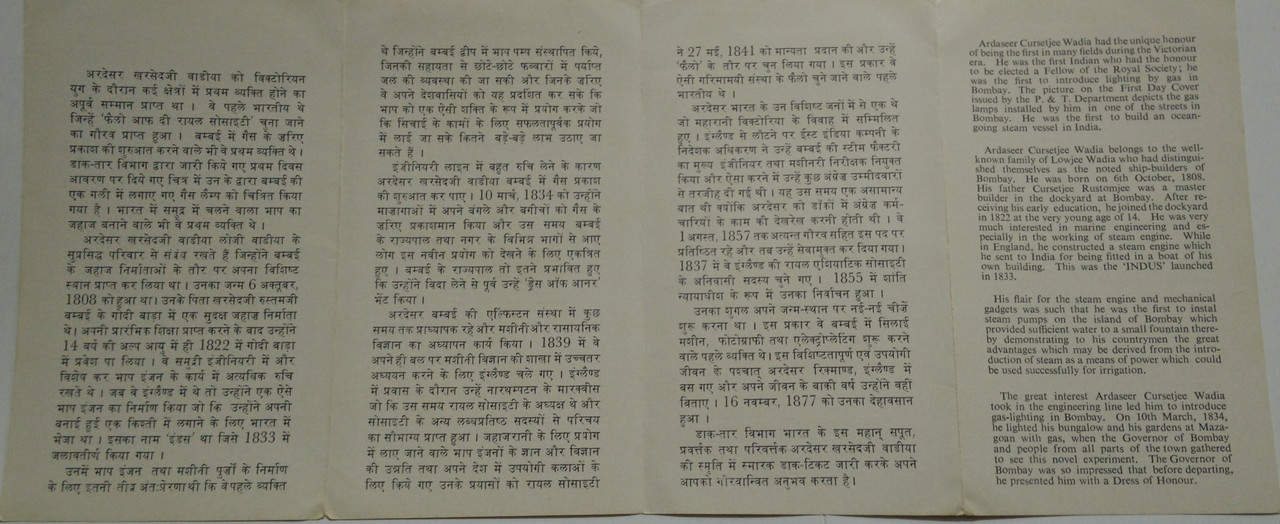 अरदेसर खरसेदजी वाडीया को विक्टोरियन
युग के दौरान कई क्षेत्रों में प्रथम व्यक्ति होने का
अपूर्व सम्मान प्राप्त था । वे पहले भारतीय थे
जिन्हें 'फैलो आफ दी रायल सोसाइटी' चुना जाने
का गौरव प्राप्त हुआ । बम्बई में गैस के ज़रिए
प्रकाश की शुरुआत करने वाले भी वे प्रथम व्यक्ति थे ।
डाक-तार विभाग द्वारा जारी किये गए प्रथम दिवस
आवरण पर दिये गए चित्र में उन के द्वारा बम्बई की
एक गली में लगाए गए गैस लैम्प को चित्रित किया
गया है । भारत में समुद्र में चलने वाला भाप का
जहाज बनाने वाले भी वे प्रथम व्यक्ति थे ।
अरदेसर खरसेदजी वाडीया लोजी वाडीया के
सुप्रसिद्ध परिवार से संबंध रखते हैं जिन्होंने बम्बई
के जहाज निर्माताओं के तौर पर अपना विशिष्ट
स्थान प्राप्त कर लिया था । उनका जन्म 6 अक्तूबर,
1808 को हुआ था । उनके पिता खरसेदजी रुस्तमजी
बम्बई के गोदी बाड़ा में एक सुदक्ष जहाज निर्माता
थे । अपनी प्रारंमिक शिक्षा प्राप्त करने के बाद उन्होंने
14 वर्ष की अल्प आयु में ही 1822 में गोदी वाड़ा
में प्रवेश पा लिया । वे समुद्री इंजीनियरी में और
विशेष कर भाप इंजन के कार्य में अत्यधिक रुचि
रखते थे । जब वे इंग्लैण्ड में थे तो उन्होंने एक ऐसे
भाप इंजन का निर्माण किया जो कि उन्होंने अपनी
बनाई हुई एक किश्ती में लगाने के लिए भारत में
भेजा था । इसका नाम 'इंडस' था जिसे 1833 में
जलावतीर्ण किया गया ।
उनमें भाप इंजन तथा मशीनी पुर्जों के निर्माण
के लिए इतनी तीव्र अंत:प्रेरणा थी कि वे पहले व्यक्ति
थे जिन्होंने बम्बई द्वीप में भाप पम्प संस्थापित किये,
जिनकी सहायता से छोटे-छोटे फव्वारों में पर्याप्त
जल की व्यवस्था की जा सकी और जिनके ज़रिए
वे अपने देशवासियों को यह प्रदर्शित कर सके कि
भाप को एक ऐसी शक्ति के रूप में प्रयोग करके जो
कि सिंचाई के कामों के लिए सफलतापूर्वक प्रयोग
में लाई जा सके कितने बड़े-बड़े लाभ उठाए जा
सकते हैं ।
इंजीनियरी लाइन में बहुत रुचि लेने के कारण
अरदेसर खरसेदजी वाडीया बम्बई में गैस प्रकाश
की शुरुआत कर पाए । 10 मार्च, 1834 को उन्होंने
माजागाओं में अपने बंगले और बगीचों को गैस के
ज़रिए प्रकाशमान किया और उस समय बम्बई
के राज्यपाल तथा नगर के विभिन्न भागों से आए
लोग इस नवीन प्रयोग को देखने के लिए एकत्रित
हुए । बम्बई के राज्यपाल तो इतने प्रभावित हुए
कि उन्होंने विदा लेने से पूर्व उन्हें 'ड्रैस ऑफ आनर'
भेंट किया ।
अरदेसर बम्बई की एल्फिस्टन संस्था में कुछ
समय तक प्राध्यापक रहे और मशीनी और रासायनिक
विज्ञान का अध्यापन कार्य किया । 1839 में वे
अपने ही बल पर मशीनी विज्ञान की शाखा में उच्चतर
अध्ययन करने के लिए इंग्लैण्ड चले गए । इंग्लैण्ड
में प्रवास के दौरान उन्हें नारथम्पटन के मारक्वीस
जो कि उस समय रायल सोसाइटी के अध्यक्ष थे और
सोसाइटी के अन्य लब्धप्रतिष्ठ सदस्यों से परिचय
का सौभाग्य प्राप्त हुआ । जहाजरानी के लिए प्रयोग
में लाए जाने वाले भाप इंजनों के ज्ञान और विज्ञान
की उन्नति तथा अपने देश में उपयोगी कलाओं के
लिए किये गए उनके प्रयासों को रायल सोसाइटी
ने 27 मई, 1841 को मान्यता प्रदान की और उन्हें
'फैलो' के तौर पर चुन लिया गया । इस प्रकार वे
ऐसी गरिमामयी संस्था के फैलो चुने जाने वाले पहले
भारतीय थे ।
अरदेसर भारत के उन विशिष्ट जनों में से एक थे
जो महारानी विक्टोरिया के विवाह में सम्मिलित
हुए । इंग्लैण्ड से लौटने पर ईस्ट इंडिया कम्पनी के
निदेशक अधिकरण ने उन्हें बम्बई की स्टीम फैक्टरी
का मुख्य इंजीनियर तथा मशीनरी निरीक्षक नियुक्त
किया और ऐसा करने में उन्हें कुछ अंग्रेज उम्मीदवारों
से तरजीह दी गई थी । यह उस समय एक असामान्य
बात थी क्योंकि अरदेसर को डॉकों में अंग्रेज कर्म-
चारियों के काम की देखरेख करनी होती थी । वे
1 अगस्त, 1857 तक अत्यन्त गौरव सहित इस पद पर
प्रतिष्ठित रहे और तब उन्हें सेवामुक्त कर दिया गया ।
1837 में वे इंग्लैण्ड की रायल एशियाटिक सोसाइटी
के अनिवासी सदस्य चुने गए । 1855 में शांति
न्यायाधीश के रूप में उनका निर्वाचन हुआ ।
उनका शुगल अपने जन्म-स्थान पर नई-नई चीजें
शुरू करना था । इस प्रकार वे बम्बई में सिलाई
मशीन, फोटोग्राफी तथा एलेक्ट्रोप्लेटिंग शुरू करने
वाले पहले व्यक्ति थे । इस विशिष्टतापूर्ण एवं उपयोगी
जीवन के पश्चात् अरदेसर रिक्माण्ड, इंग्लैण्ड में
बस गए और अपने जीवन के बाकी वर्ष उन्होंने वहीं
बिताए । 16 नवम्बर, 1877 को उनका देहावसान
हुआ ।
डाक-तार विभाग भारत के इस महान् सपूत,
प्रवर्त्तक तथा परिवर्त्तक अरदेसर खरसेदजी वाडीया
की स्मृति में स्मारक डाक-टिकट जारी करके अपने
आपको गौरवान्वित अनुभव करता है ।
Ardaseer Cursetjee Wadia had the unique honour
of being the first in many fields during the Victorian
era. He was the first Indian who had the honour
to be elected a Fellow of the Royal Society; he
was the first to introduce lighting by gas in
Bombay. The picture on the First Day Cover
issued by the P. & T. Department depicts the gas
lamps installed by him in one of the streets in
Bombay. He was the first to build an ocean-
going steam vessel in India.
Ardaseer Cursetjee Wadia belongs to the well-
known family of Lowjee Wadia who had distingui-
shed themselves as the noted ship-builders of
Bombay. He was born on 6th October, 1808.
His father Cursetjee Rustomjee was a master
builder in the dockyard at Bombay. After re-
ceiving his early education, he joined the dockyard
in 1822 at the very young age of 14. He was very
much interested in marine engineering and es-
pecially in the working of steam engine. While
in England, he constructed a steam engine which
he sent to India for being fitted in a boat of his
own building. This was the 'INDUS' launched
in 1833.
His flair for the steam engine and mechanical
gadgets was such that he was the first to instal
steam pumps on the island of Bombay which
provided sufficient water to a small fountain there-
by demonstrating to his countrymen the great
advantages which may be derived from the intro-
duction of steam as a means of power which could
be used successfully for irrigation.
The great interest Ardaseer Cursetjee Wadia
took in the engineering line led him to introduce
gas-lighting in Bombay. On 10th March, 1834,
he lighted his bungalow and his gardens at Maza-
goan with gas, when the Governor of Bombay
and people from all parts of the town gathered
to see this novel experiment. The Governor of
Bombay was so impressed that before departing,
he presented him with a Dress of Honour.